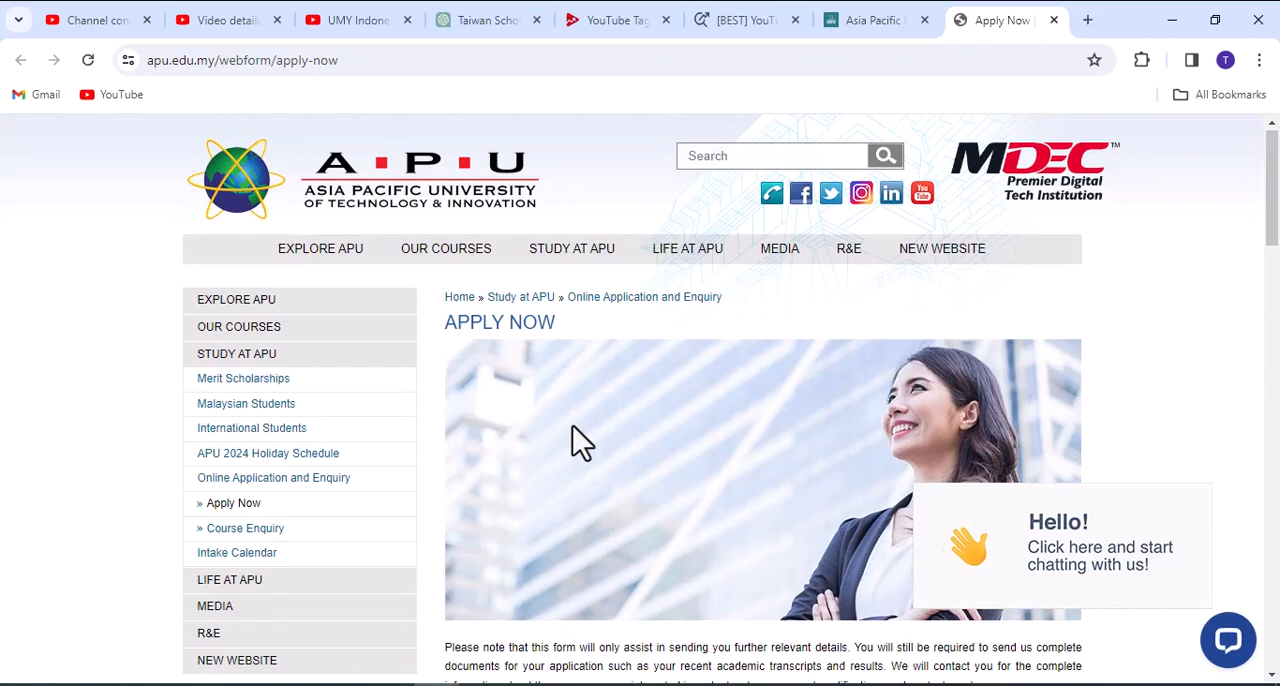 Channel con
Video details
UMY Indone
Taiwan Scho
YouTube Tag
[BEST] YouTu
Asia Pacific U
Apply Now |
apu.edu.my/webform/apply-now
T
Gmail
YouTube
All Bookmarks
A.P.U
ASIA PACIFIC UNIVERSITY
OF TECHNOLOGY & INNOVATION
Search
You
Tube
MDEC™
Premier Digital
Tech Institution
EXPLORE APU
OUR COURSES
STUDY AT APU
LIFE AT APU
MEDIA
R&E
NEW WEBSITE
EXPLORE APU
OUR COURSES
STUDY AT APU
Merit Scholarships
Malaysian Students
International Students
APU 2024 Holiday Schedule
Online Application and Enquiry
» Apply Now
» Course Enquiry
Intake Calendar
LIFE AT APU
MEDIA
R&E
NEW WEBSITE
Home » Study at APU » Online Application and Enquiry
APPLY NOW
Hello!
Click here and start
chatting with us!
Please note that this form will only assist in sending you further relevant details. You will still be required to send us complete
documents for your application such as your recent academic transcripts and results. We will contact you for the complete